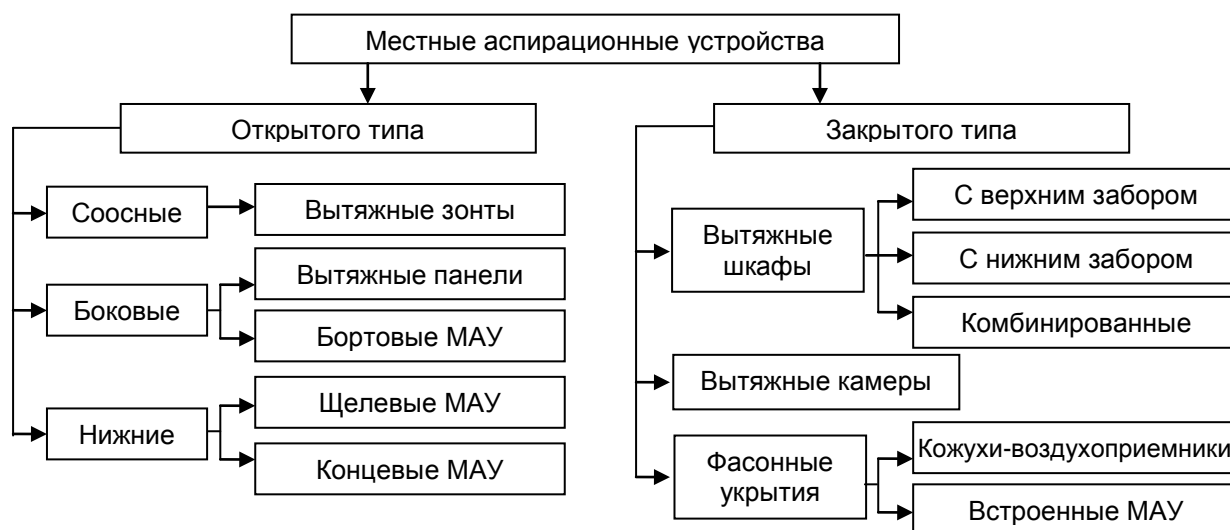 Местные аспирационные устройства
Открытого типа
Закрытого типа
Соосные
Вытяжные зонты
Боковые
Вытяжные панели
Бортовые МАУ
Нижние
Щелевые МАУ
Концевые МАУ
Вытяжные
шкафы
С верхним забором
С нижним забором
Комбинированные
Вытяжные камеры
Фасонные
укрытия
Кожухи-воздухоприемники
Встроенные МАУ